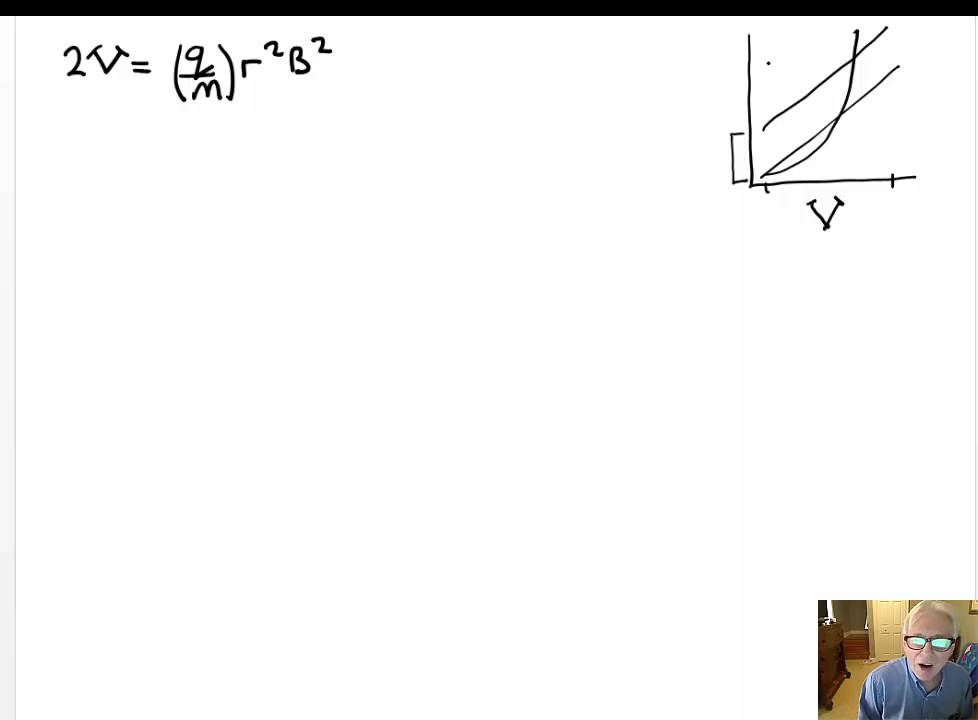 2V = (q/m) r²B²
V